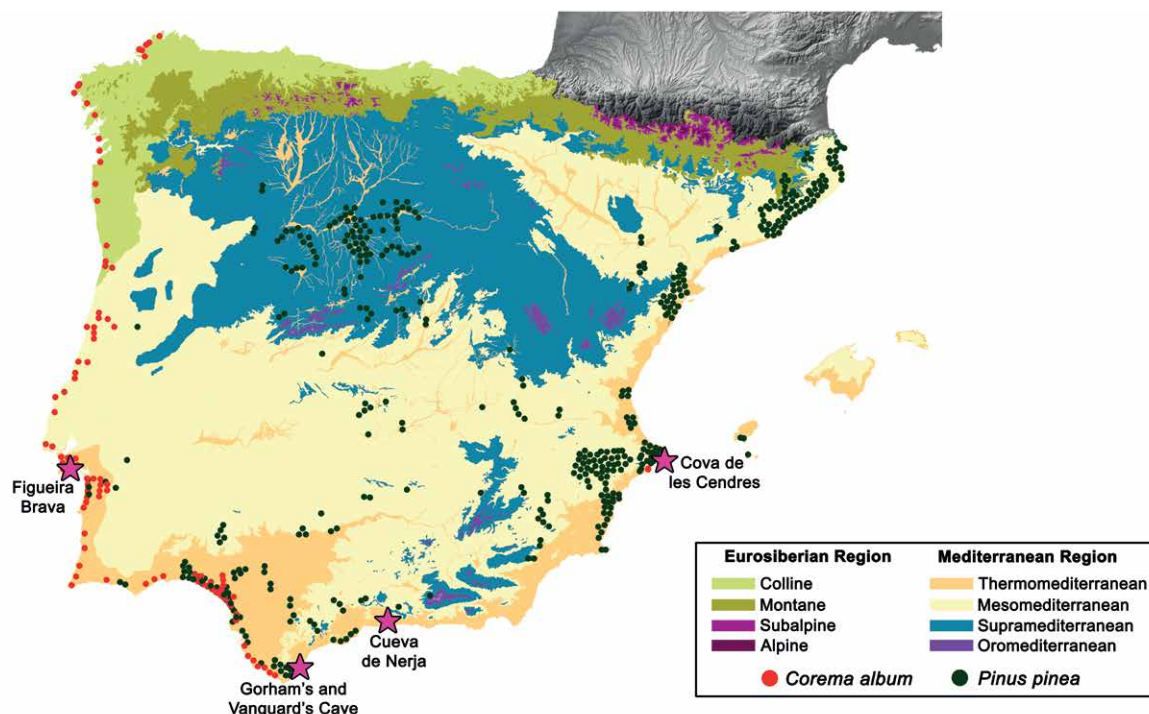 Figueira
Brava
Cova de
les Cendres
Cueva
de Nerja
Gorham's and
Vanguard's Cave
Eurosiberian Region
Colline
Montane
Subalpine
Alpine
Mediterranean Region
Thermomediterranean
Mesomediterranean
Supramediterranean
Oromediterranean
Corema album
Pinus pinea